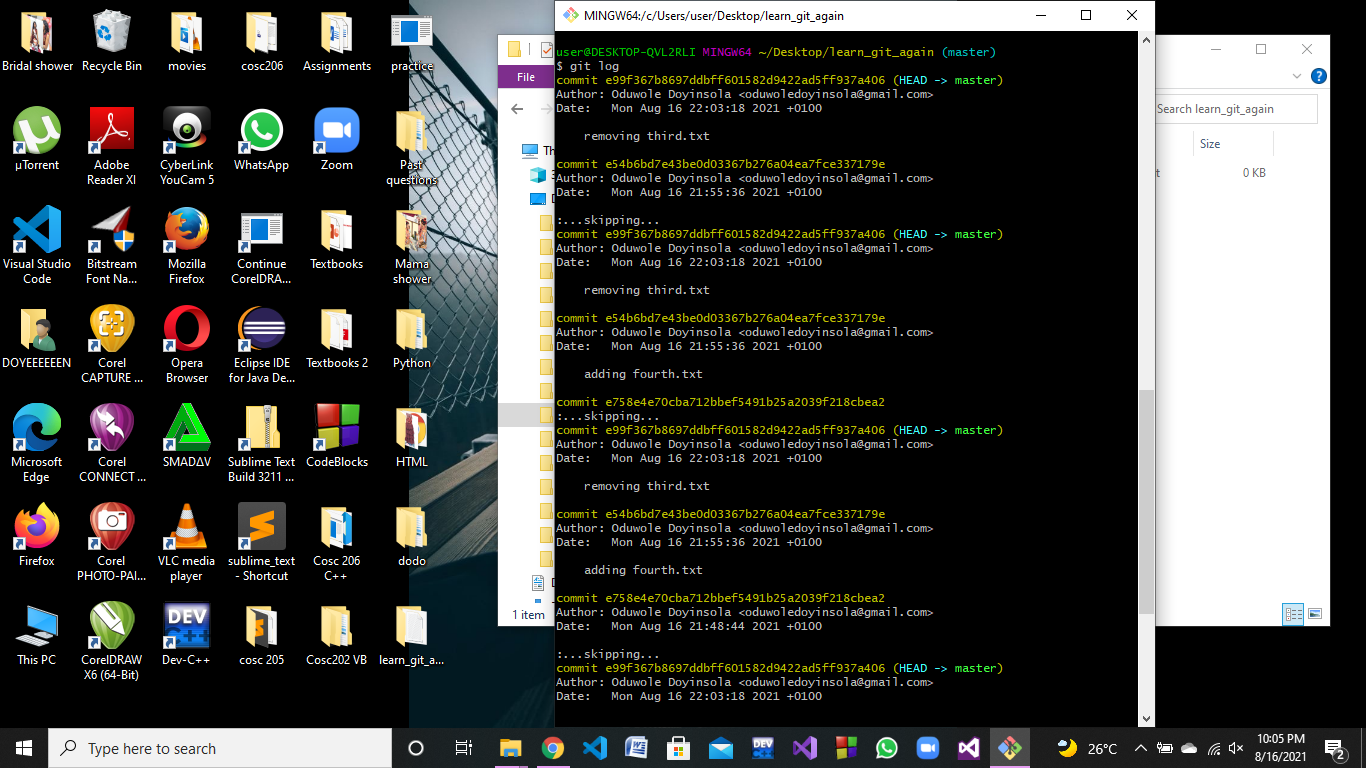 Bridal shower
Recycle Bin
movies
cosc206
Assignments
practice
µTorrent
Adobe
Reader XI
CyberLink
YouCam 5
WhatsApp
Zoom
Past
questions
Visual Studio
Code
Bitstream
Font Na...
Mozilla
Firefox
Continue
CorelDRA...
Textbooks
Mama
shower
DOYEEEEEEN
Corel
CAPTURE ...
Opera
Browser
Eclipse IDE
for Java De...
Textbooks 2
Python
Microsoft
Edge
Corel
CONNECT ...
SMADΔV
Sublime Text
Build 3211 ...
CodeBlocks
HTML
Firefox
Corel
PHOTO-PAI...
VLC media
player
sublime_text
- Shortcut
Cosc 206
C++
dodo
This PC
CorelDRAW
X6 (64-Bit)
Dev-C++
cosc 205
Cosc202 VB
learn_git_a...
File
1 item
MINGW64:/c/Users/user/Desktop/learn_git_again
user@DESKTOP-QVL2RLI MINGW64 ~/Desktop/learn_git_again (master)
$ git log
commit e99f367b8697ddbff601582d9422ad5ff937a406 (HEAD -> master)
Author: Oduwole Doyinsola <oduwoledoyinsola@gmail.com>
Date:   Mon Aug 16 22:03:18 2021 +0100
removing third.txt
commit e54b6bd7e43be0d03367b276a04ea7fce337179e
Author: Oduwole Doyinsola <oduwoledoyinsola@gmail.com>
Date:   Mon Aug 16 21:55:36 2021 +0100
:...skipping...
commit e99f367b8697ddbff601582d9422ad5ff937a406 (HEAD -> master)
Author: Oduwole Doyinsola <oduwoledoyinsola@gmail.com>
Date:   Mon Aug 16 22:03:18 2021 +0100
removing third.txt
commit e54b6bd7e43be0d03367b276a04ea7fce337179e
Author: Oduwole Doyinsola <oduwoledoyinsola@gmail.com>
Date:   Mon Aug 16 21:55:36 2021 +0100
adding fourth.txt
commit e758e4e70cba712bbef5491b25a2039f218cbea2
:...skipping...
commit e99f367b8697ddbff601582d9422ad5ff937a406 (HEAD -> master)
Author: Oduwole Doyinsola <oduwoledoyinsola@gmail.com>
Date:   Mon Aug 16 22:03:18 2021 +0100
removing third.txt
commit e54b6bd7e43be0d03367b276a04ea7fce337179e
Author: Oduwole Doyinsola <oduwoledoyinsola@gmail.com>
Date:   Mon Aug 16 21:55:36 2021 +0100
adding fourth.txt
commit e758e4e70cba712bbef5491b25a2039f218cbea2
Author: Oduwole Doyinsola <oduwoledoyinsola@gmail.com>
Date:   Mon Aug 16 21:48:44 2021 +0100
:...skipping...
commit e99f367b8697ddbff601582d9422ad5ff937a406 (HEAD -> master)
Author: Oduwole Doyinsola <oduwoledoyinsola@gmail.com>
Date:   Mon Aug 16 22:03:18 2021 +0100
Search learn_git_again
Size
0 KB
Type here to search
26°C
10:05 PM
8/16/2021
2